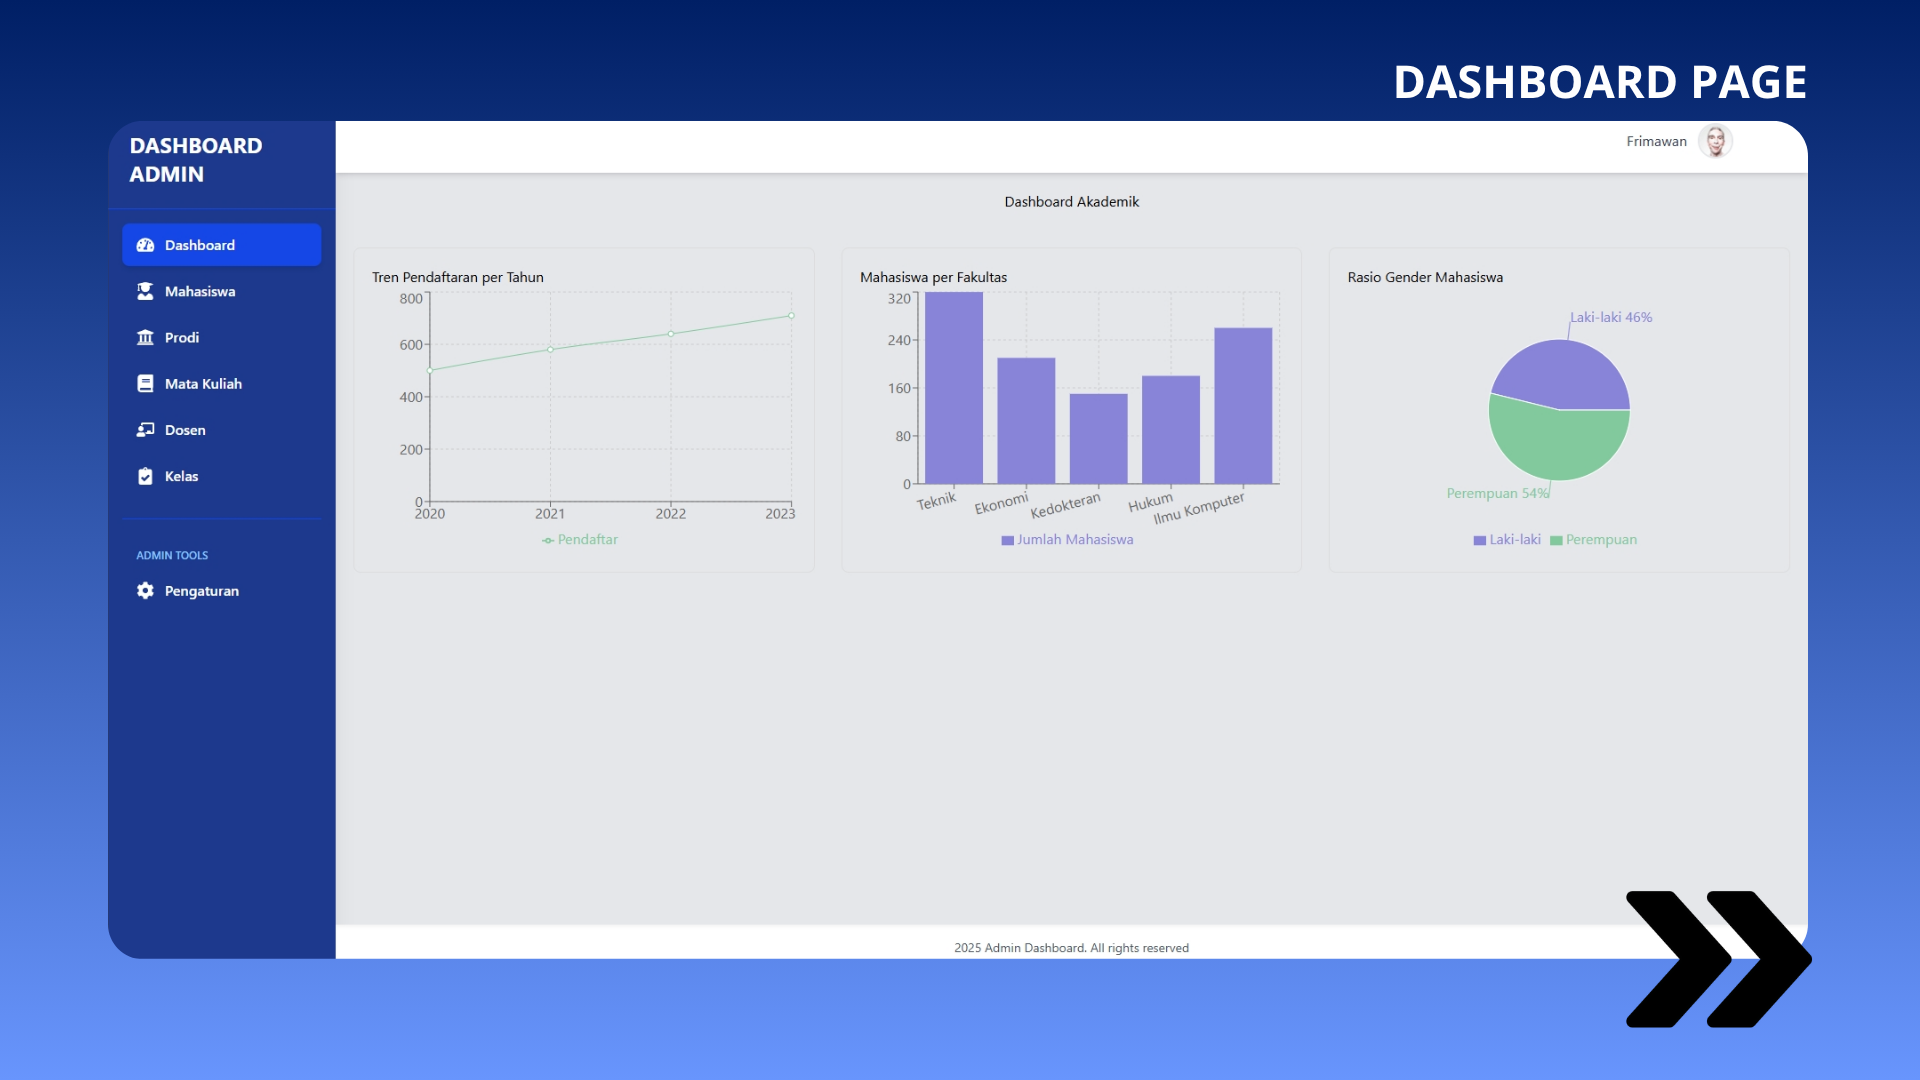 DASHBOARD PAGE
DASHBOARD
ADMIN
Frimawan
Dashboard
Mahasiswa
Prodi
Mata Kuliah
Dosen
Kelas
ADMIN TOOLS
Pengaturan
Dashboard Akademik
Tren Pendaftaran per Tahun
800
600
400
200
0
2020 2021 2022 2023
Pendaftar
Mahasiswa per Fakultas
320
240
160
80
0
Teknik Ekonomi Kedokteran Hukum Ilmu Komputer
Jumlah Mahasiswa
Rasio Gender Mahasiswa
Laki-laki 46%
Perempuan 54%
Laki-laki Perempuan
2025 Admin Dashboard. All rights reserved